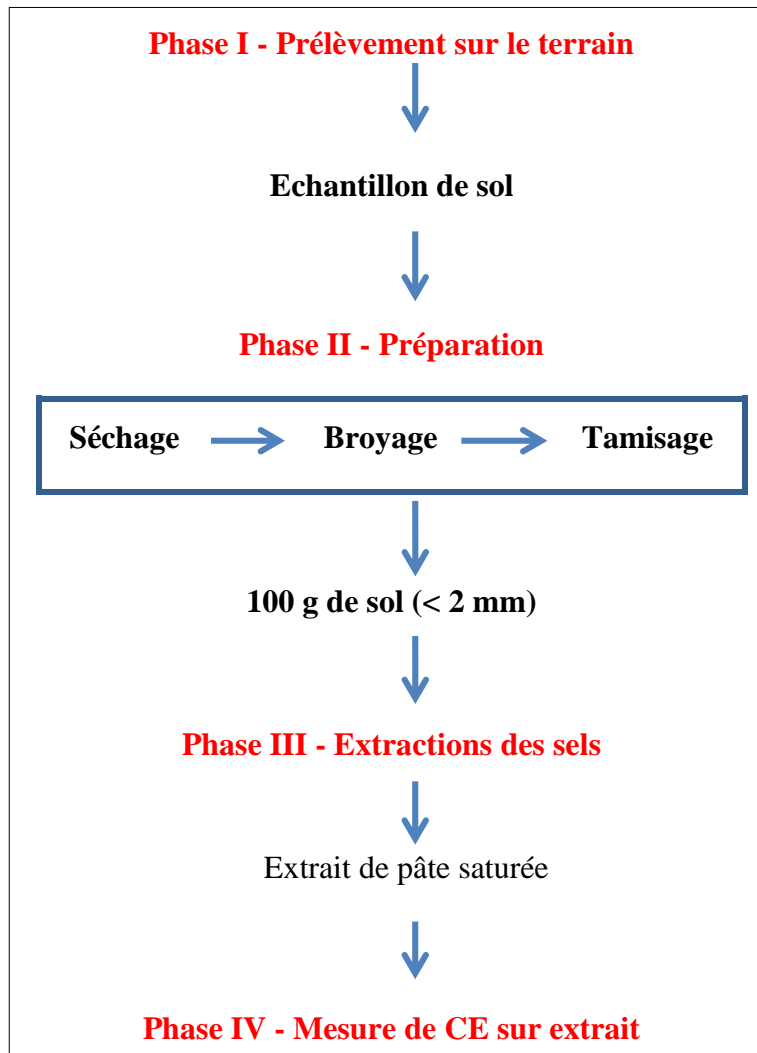 Phase I - Prélèvement sur le terrain
Echantillon de sol
Phase II - Préparation
Séchage Broyage Tamisage
100 g de sol (< 2 mm)
Phase III - Extractions des sels
Extrait de pâte saturée
Phase IV - Mesure de CE sur extrait